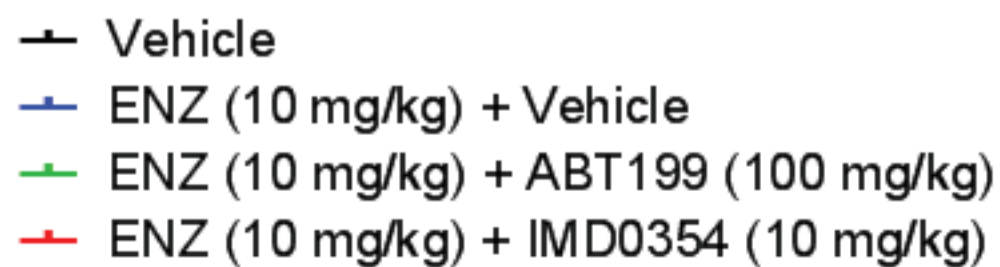 Vehicle
ENZ (10 mg/kg) + Vehicle
ENZ (10 mg/kg) + ABT199 (100 mg/kg)
ENZ (10 mg/kg) + IMD0354 (10 mg/kg)